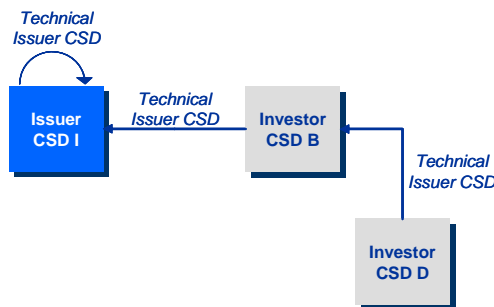 Technical
Issuer CSD
Issuer
CSD I
Technical
Issuer CSD
Investor
CSD B
Technical
Issuer CSD
Investor
CSD D